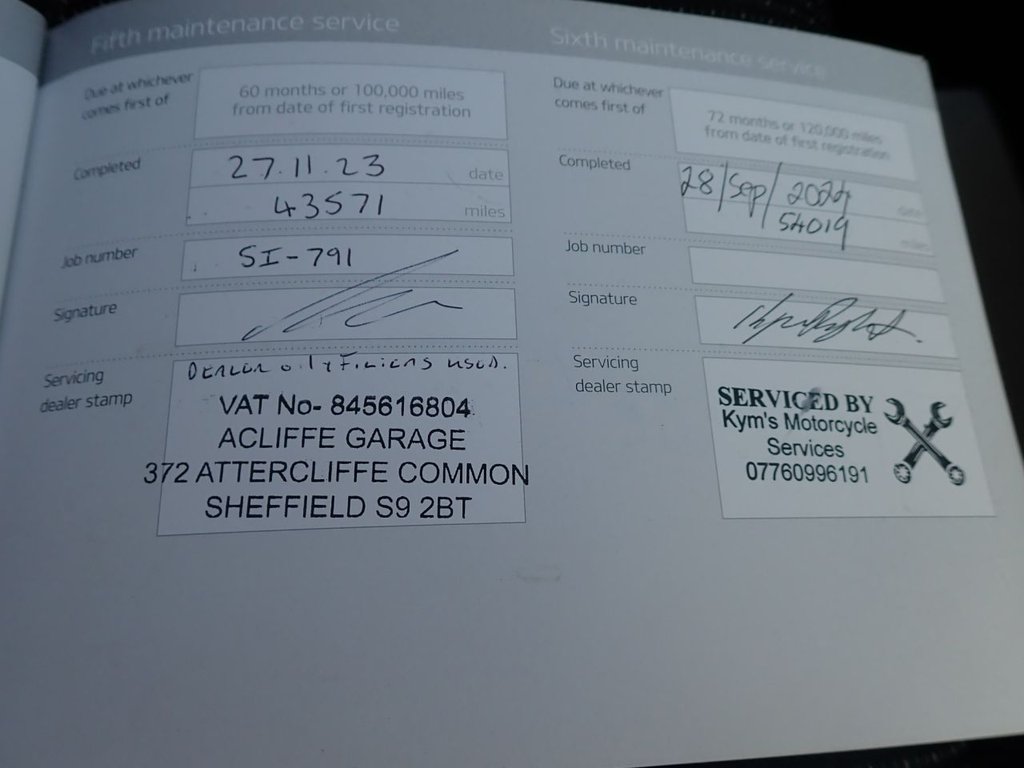 Fifth maintenance service
Due at whichever
comes first of
60 months or 100,000 miles
from date of first registration
Completed
27.11.23
date
43571
miles
Job number
SI-791
Signature
Servicing
dealer stamp
Filters used.
VAT No- 845616804
ACLIFFE GARAGE
372 ATTERCLIFFE COMMON
SHEFFIELD S9 2BT
Sixth maintenance service
Due at whichever
comes first of
72 months or 120,000 miles
from date of first registration
Completed
28/Sep/2024
date
54019
miles
Job number
Signature
Servicing
dealer stamp
SERVICED BY
Kym's Motorcycle
Services
07760996191